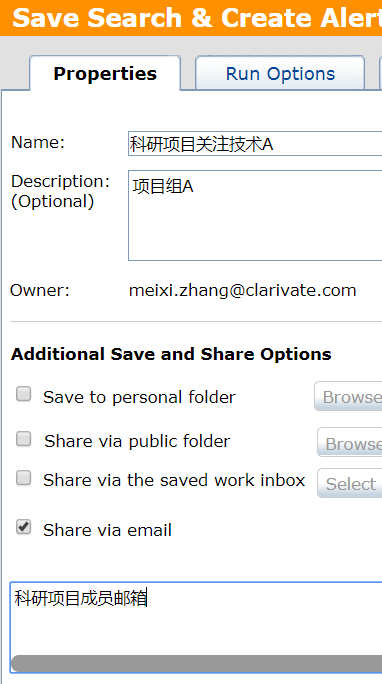 Save Search & Create Alert
Properties
Run Options
Name:
科研项目关注技术A
Description:
(Optional)
项目组A
Owner:
meixi.zhang@clarivate.com
Additional Save and Share Options
Save to personal folder
Browse
Share via public folder
Browse
Share via the saved work inbox
Select
Share via email
科研项目成员邮箱